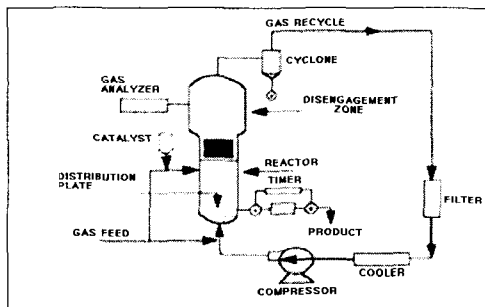 GAS RECYCLE
CYCLONE
GAS
ANALYZER
DISENGAGEMENT
ZONE
CATALYST
REACTOR
DISTRIBUTION
PLATE
TIMER
FILTER
GAS FEED
PRODUCT
COOLER
COMPRESSOR